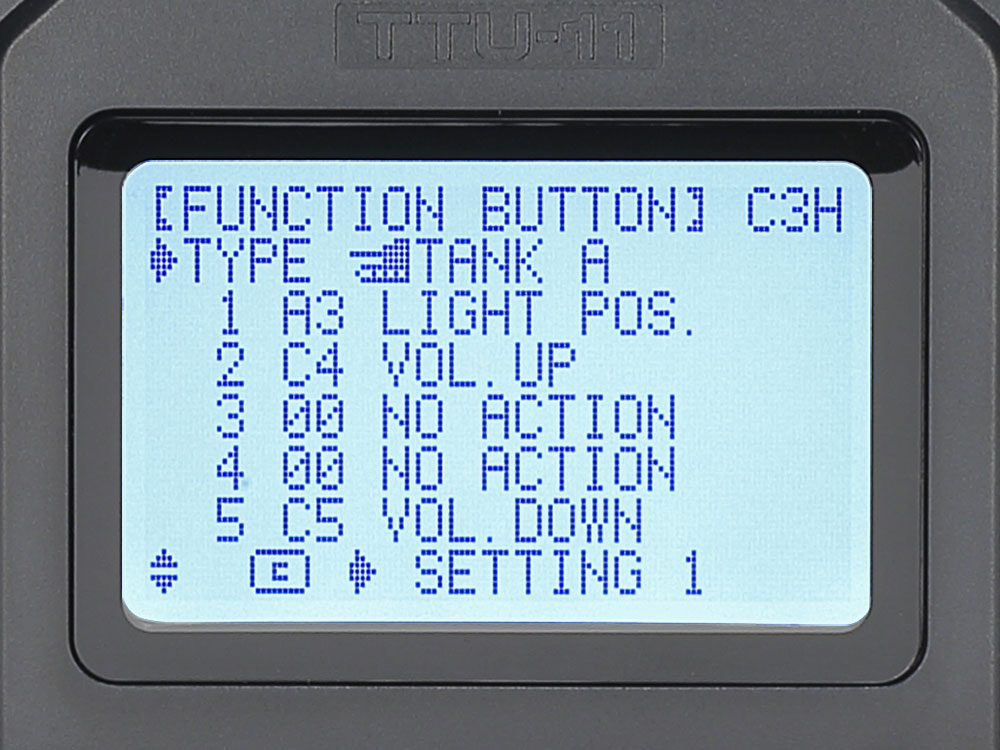 TTU-11
[FUNCTION BUTTON] C3H
TYPE TANK A
1 A3 LIGHT POS.
2 C4 VOL.UP
3 00 NO ACTION
4 00 NO ACTION
5 C5 VOL.DOWN
E SETTING 1